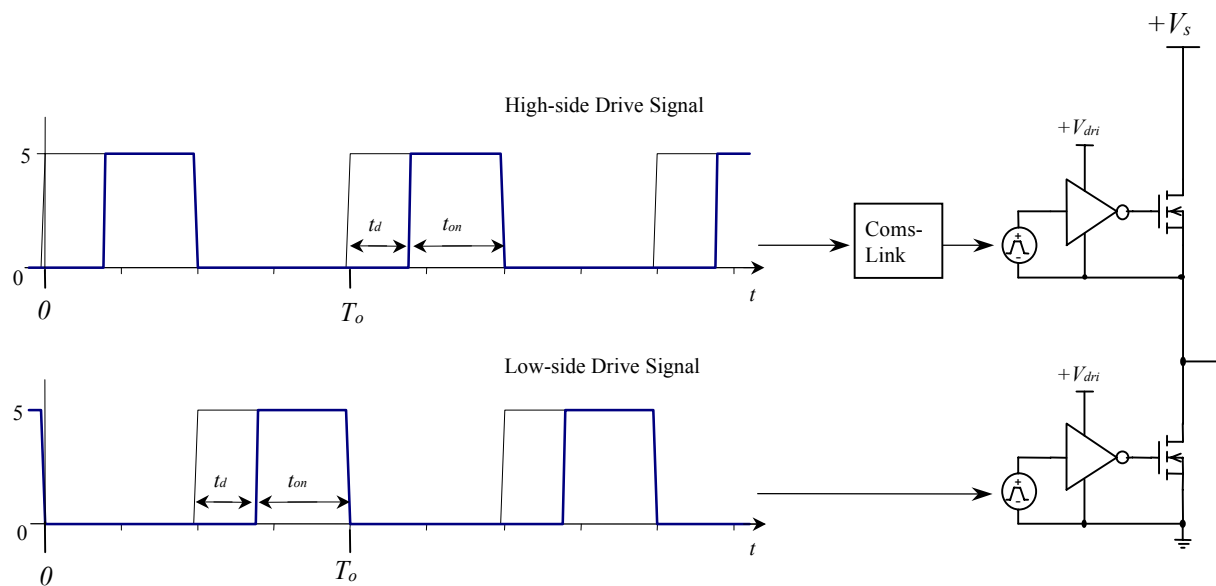 +Vs
High-side Drive Signal
+Vdri
5
td
ton
Coms-
Link
0
t
0
To
Low-side Drive Signal
+Vdri
5
td
ton
0
t
0
To